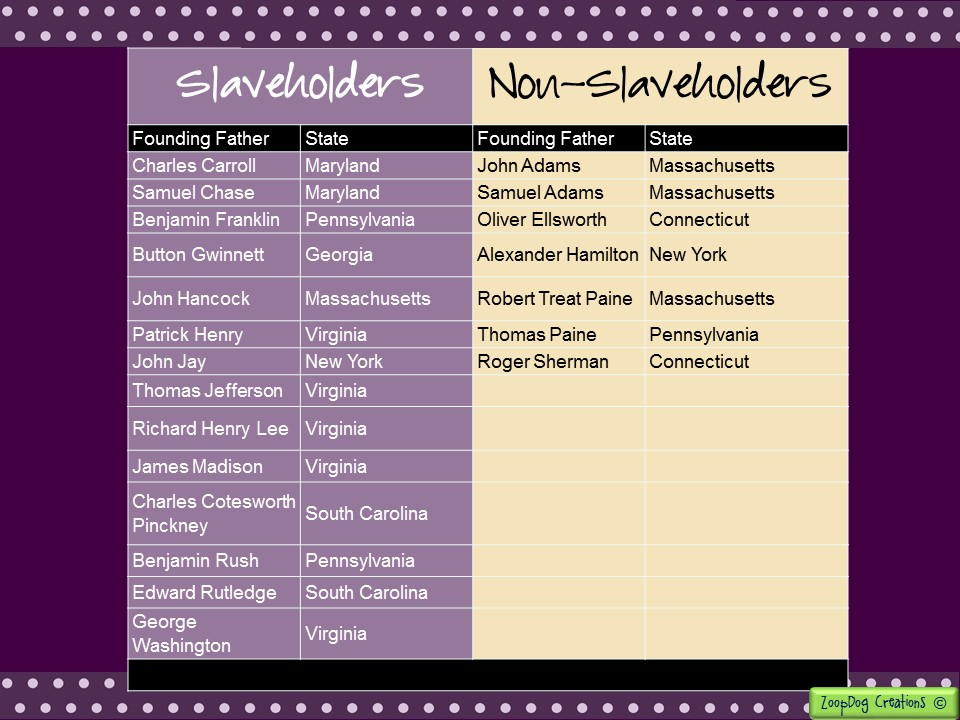 Slaveholders Non-Slaveholders
Founding Father State Founding Father State
Charles Carroll Maryland John Adams Massachusetts
Samuel Chase Maryland Samuel Adams Massachusetts
Benjamin Franklin Pennsylvania Oliver Ellsworth Connecticut
Button Gwinnett Georgia Alexander Hamilton New York
John Hancock Massachusetts Robert Treat Paine Massachusetts
Patrick Henry Virginia Thomas Paine Pennsylvania
John Jay New York Roger Sherman Connecticut
Thomas Jefferson Virginia
Richard Henry Lee Virginia
James Madison Virginia
Charles Cotesworth
Pinckney South Carolina
Benjamin Rush Pennsylvania
Edward Rutledge South Carolina
George
Washington Virginia
ZoopDog Creations ©